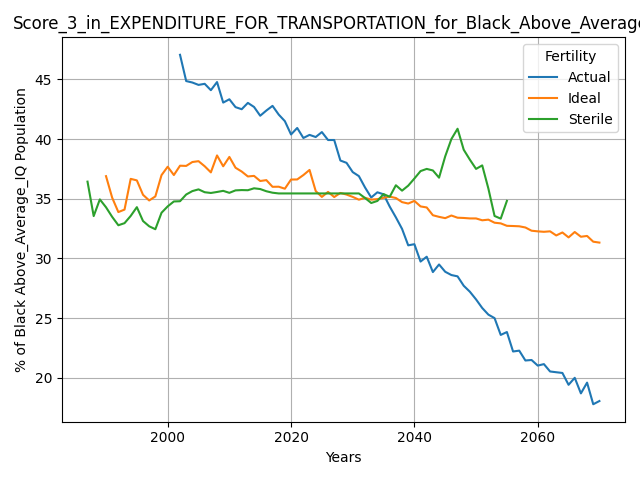 Score_3_in_EXPENDITURE_FOR_TRANSPORTATION_for_Black_Above_Average
Fertility
Actual
Ideal
Sterile
% of Black Above_Average_IQ Population
45
40
35
30
25
20
2000
2020
2040
2060
Years